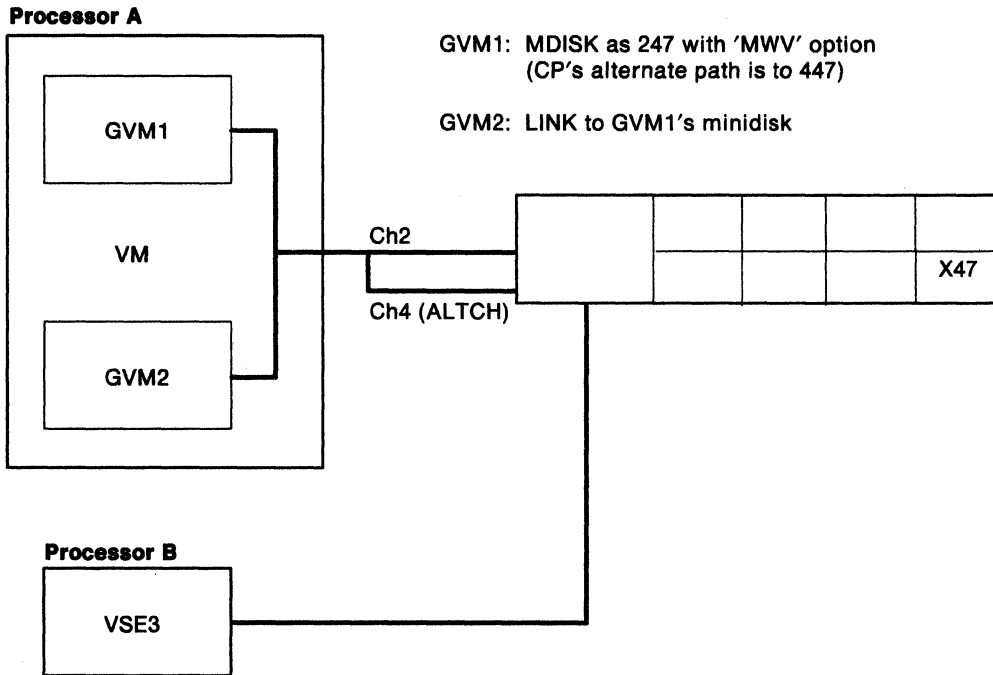 Processor A
GVM1: MDISK as 247 with 'MWV' option
(CP's alternate path is to 447)
GVM2: LINK to GVM1's minidisk
GVM1
VM
GVM2
Ch2
Ch4 (ALTCH)
X47
Processor B
VSE3